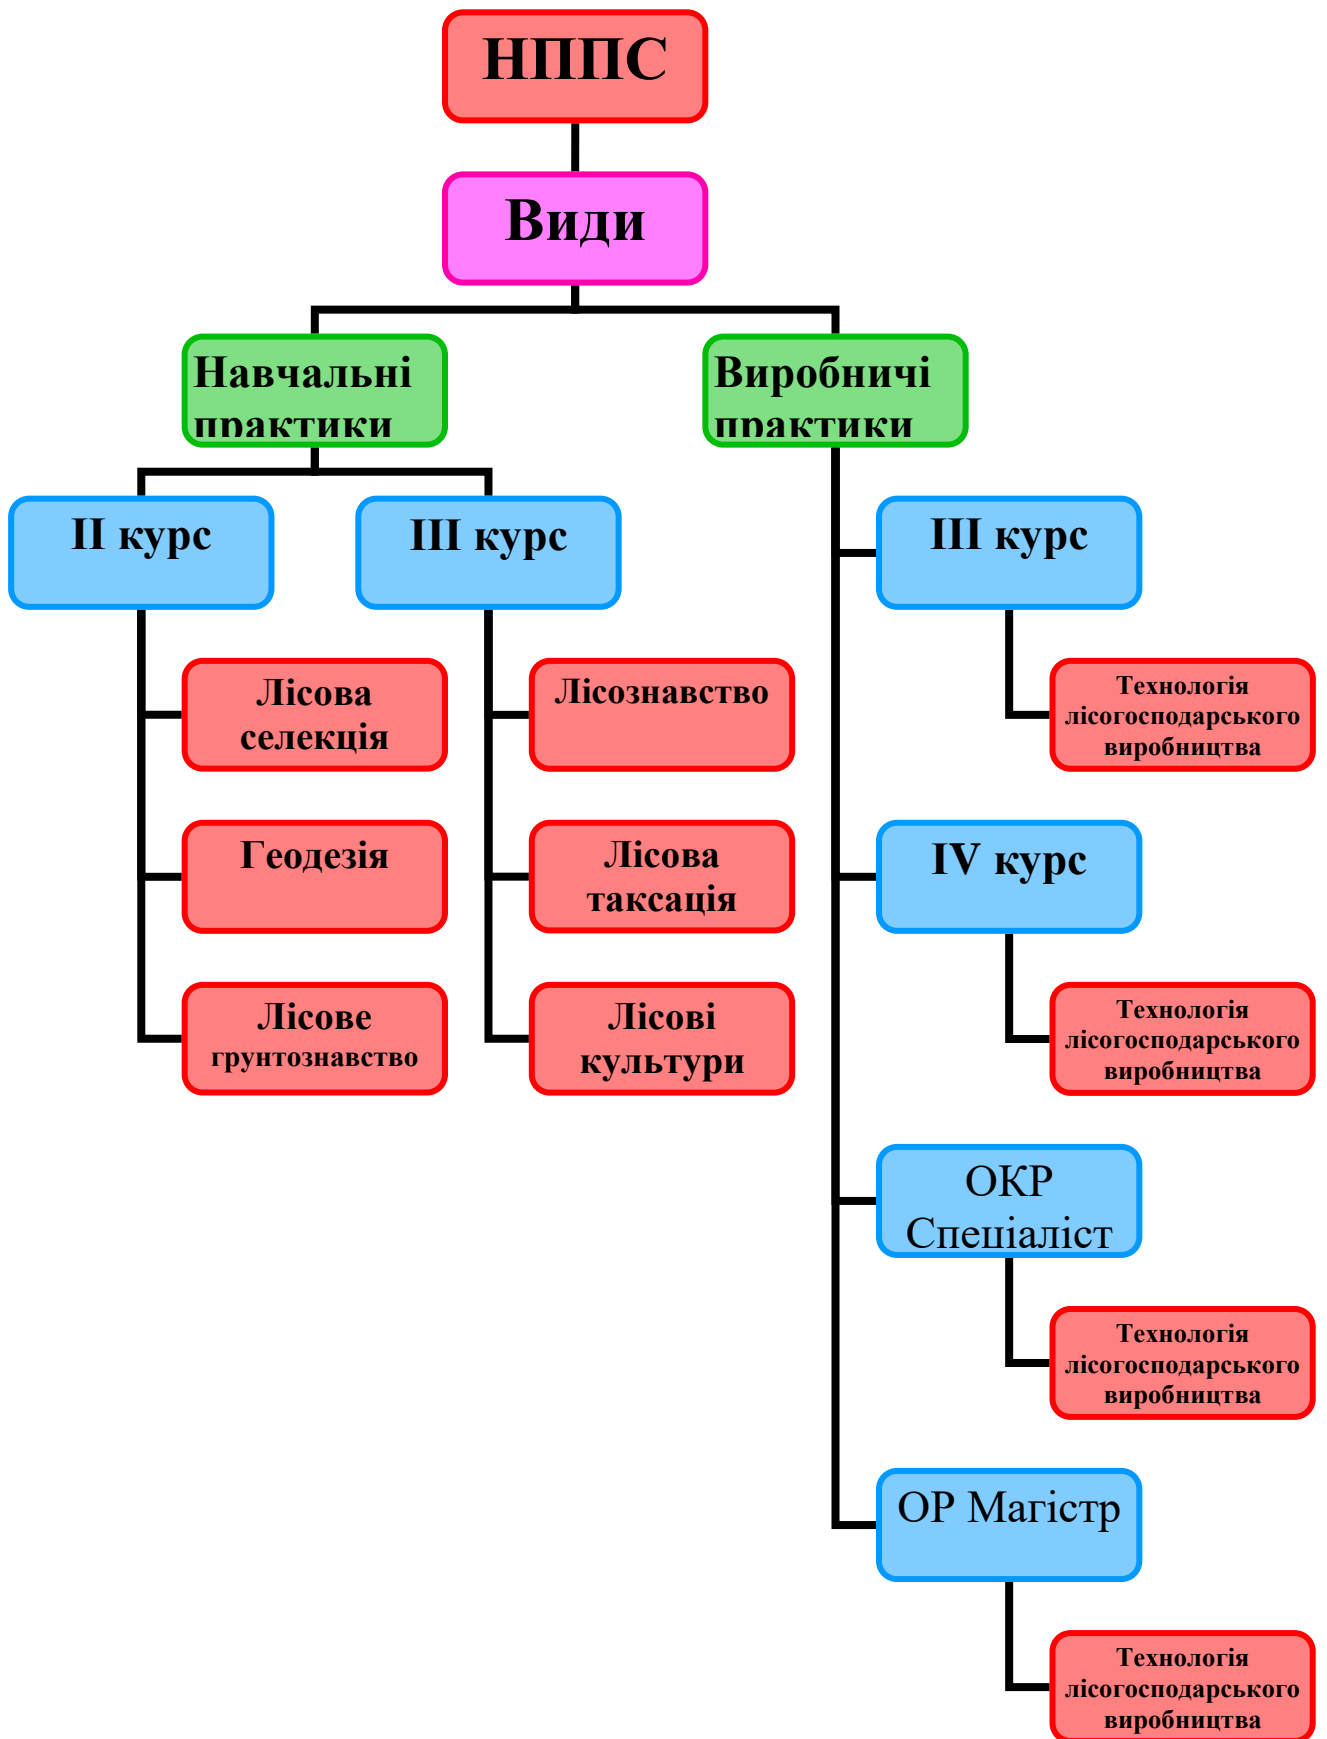 НППС
Види
Навчальні
практики
Виробничі
практики
II курс
III курс
III курс
Лісова
селекція
Лісознавство
Технологія
лісогосподарського
виробництва
Геодезія
Лісова
таксація
IV курс
Лісове
грунтознавство
Лісові
культури
Технологія
лісогосподарського
виробництва
ОКР
Спеціаліст
Технологія
лісогосподарського
виробництва
ОР Магістр
Технологія
лісогосподарського
виробництва